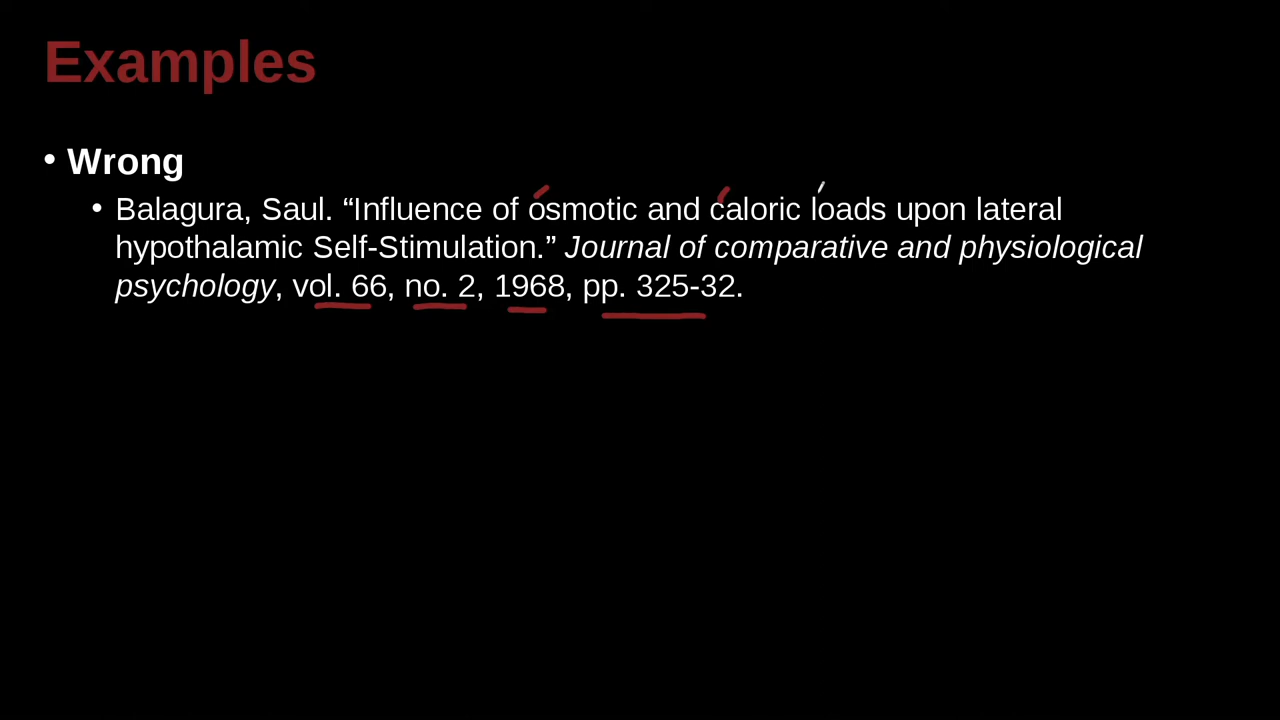 Examples
• Wrong
• Balagura, Saul. “Influence of osmotic and caloric loads upon lateral
hypothalamic Self-Stimulation.” Journal of comparative and physiological
psychology, vol. 66, no. 2, 1968, pp. 325-32.